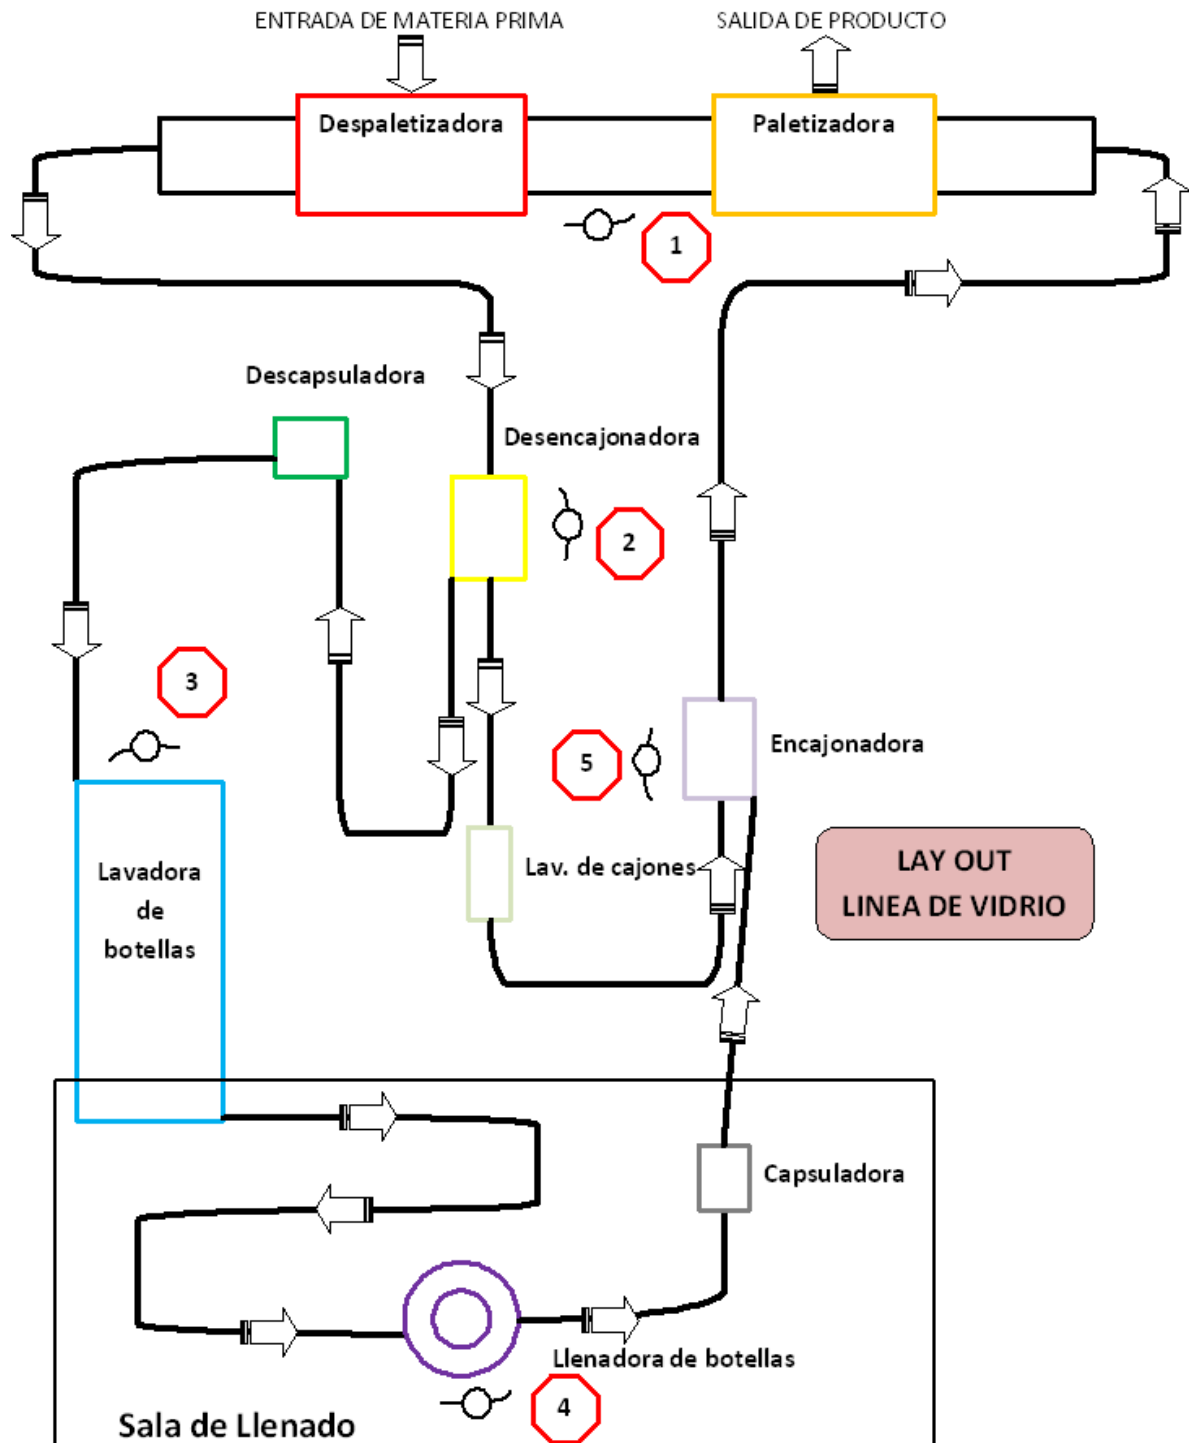 ENTRADA DE MATERIA PRIMA
SALIDA DE PRODUCTO
Despaletizadora
Paletizadora
1
Descapsuladora
Desencajonadora
2
3
5
Encajonadora
Lavadora
de
botellas
Lav. de cajones
LAY OUT
LINEA DE VIDRIO
Capsuladora
Llenadora de botellas
4
Sala de Llenado